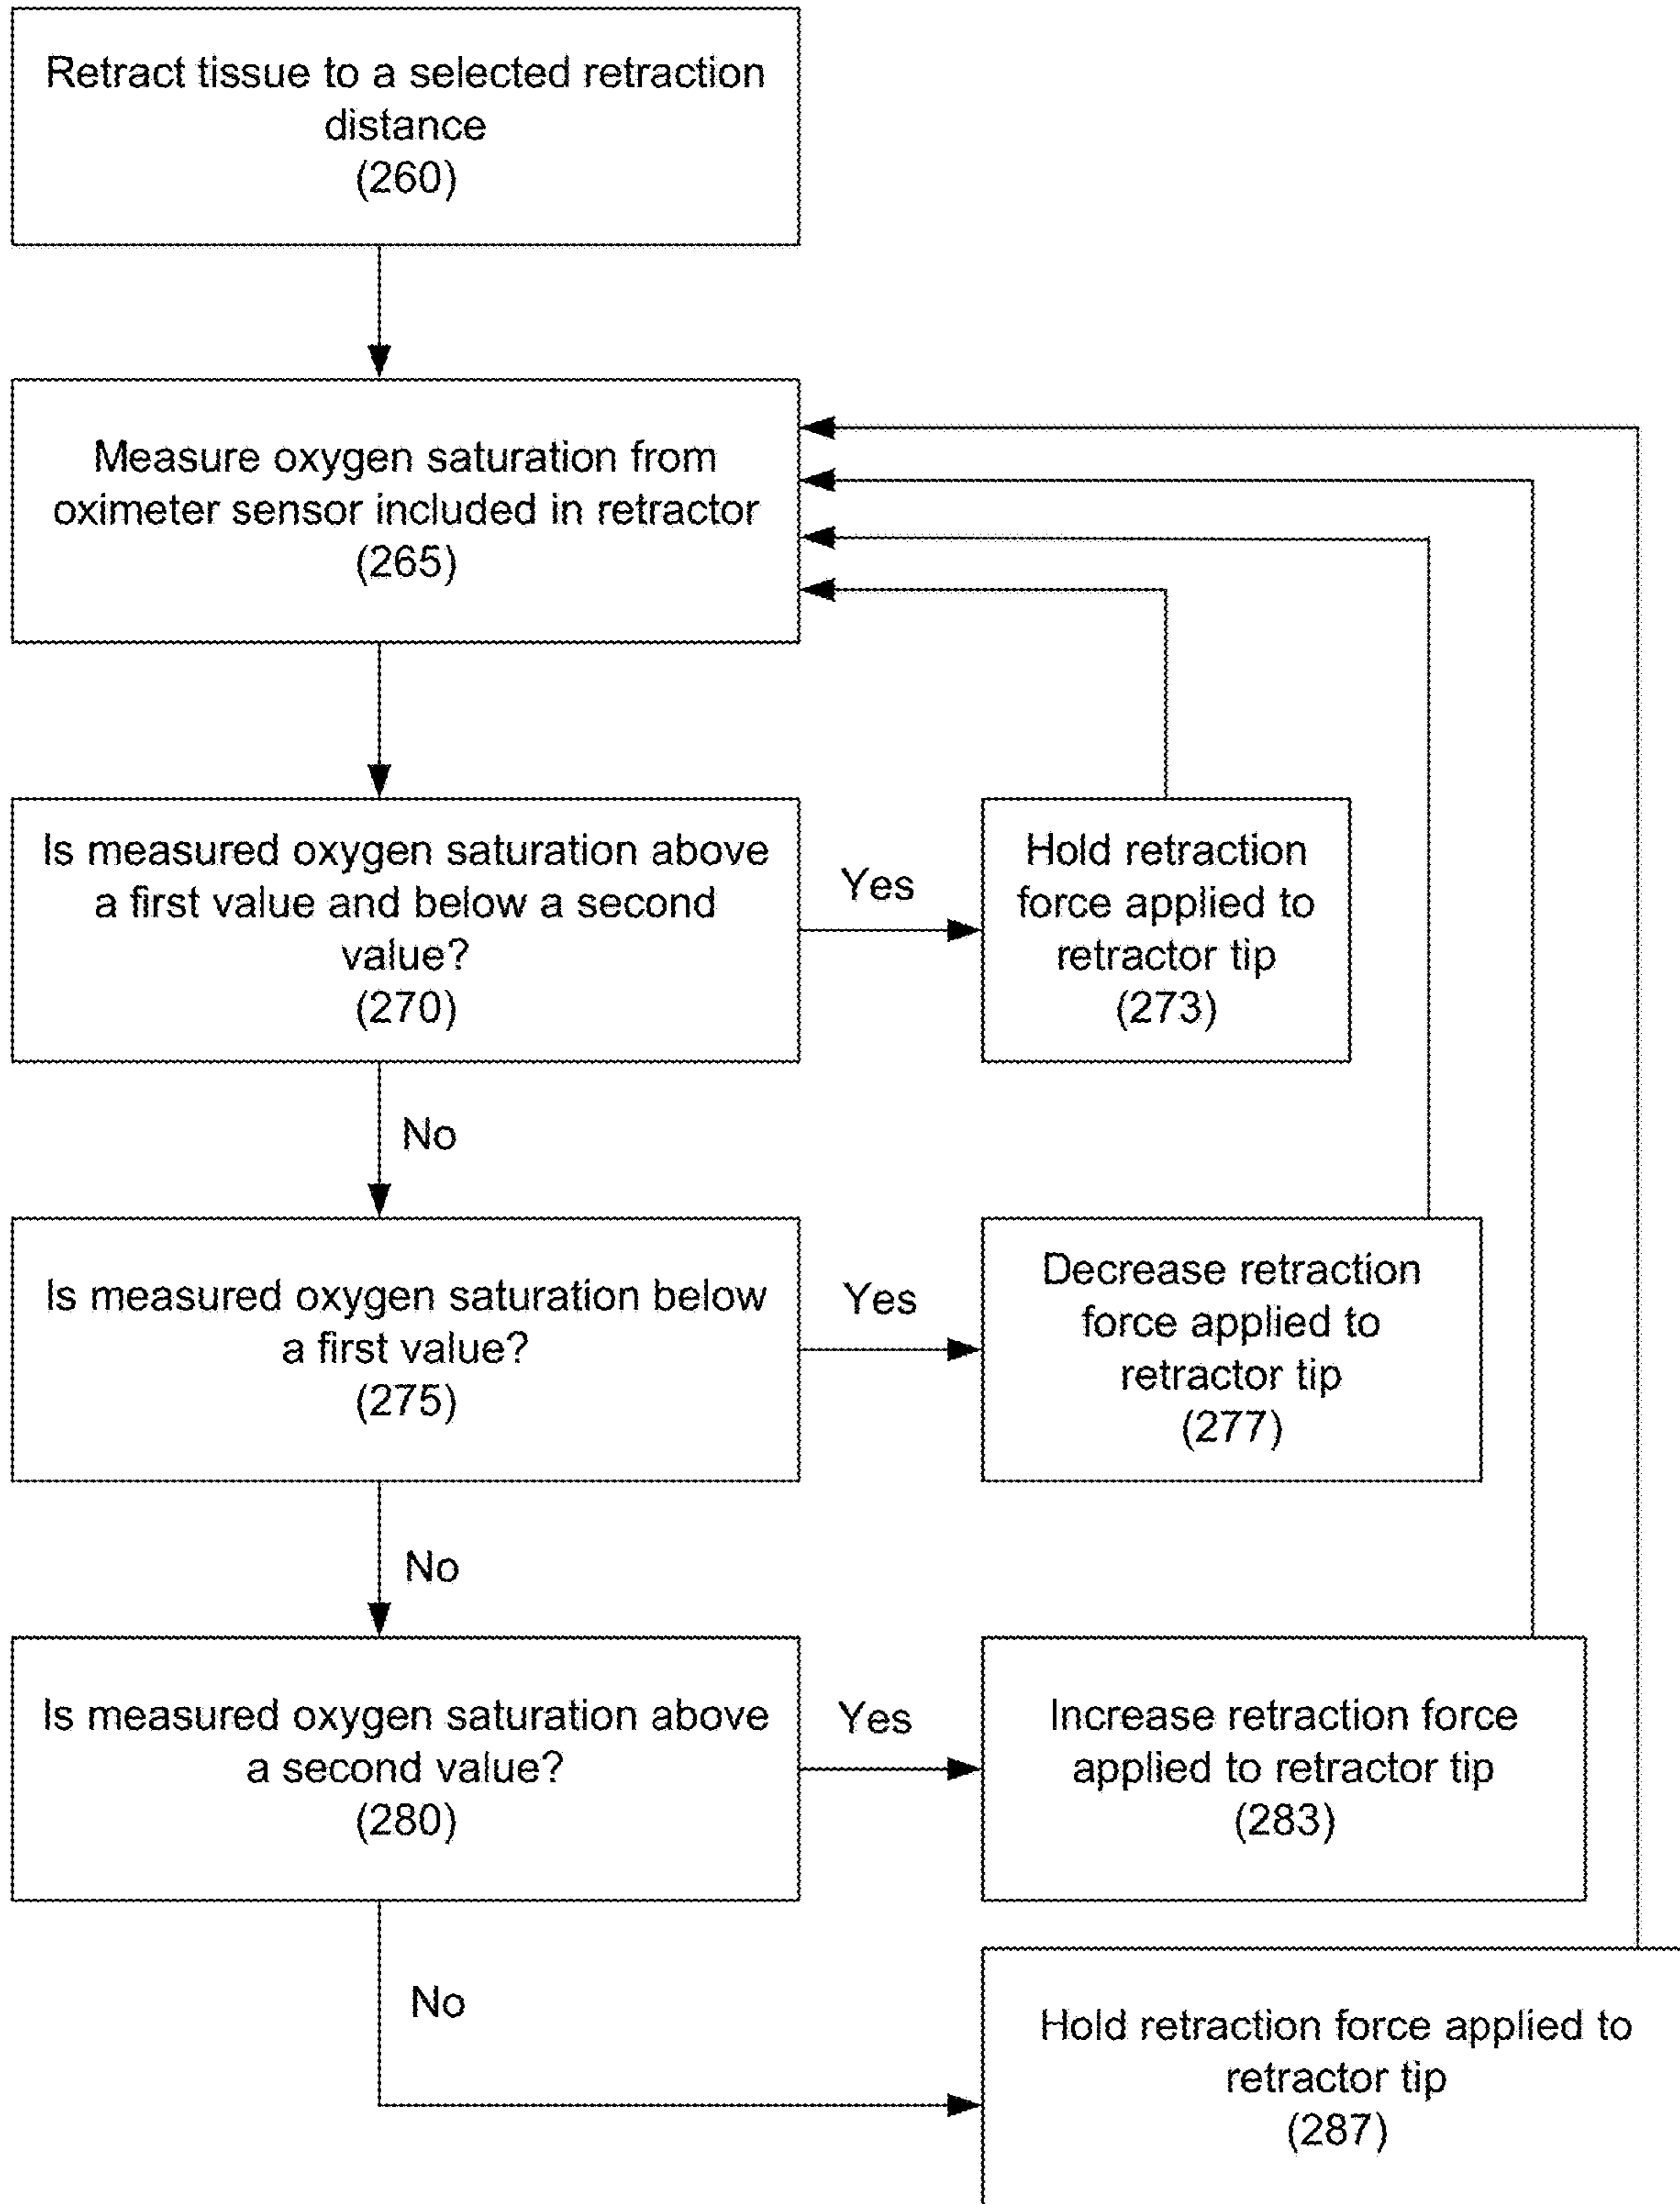 Retract tissue to a selected retraction
distance
(260)
Measure oxygen saturation from
oximeter sensor included in retractor
(265)
Is measured oxygen saturation above
a first value and below a second
value?
(270)
Yes
Hold retraction
force applied to
retractor tip
(273)
No
Is measured oxygen saturation below
a first value?
(275)
Yes
Decrease retraction
force applied to
retractor tip
(277)
No
Is measured oxygen saturation above
a second value?
(280)
Yes
Increase retraction force
applied to retractor tip
(283)
No
Hold retraction force applied to
retractor tip
(287)